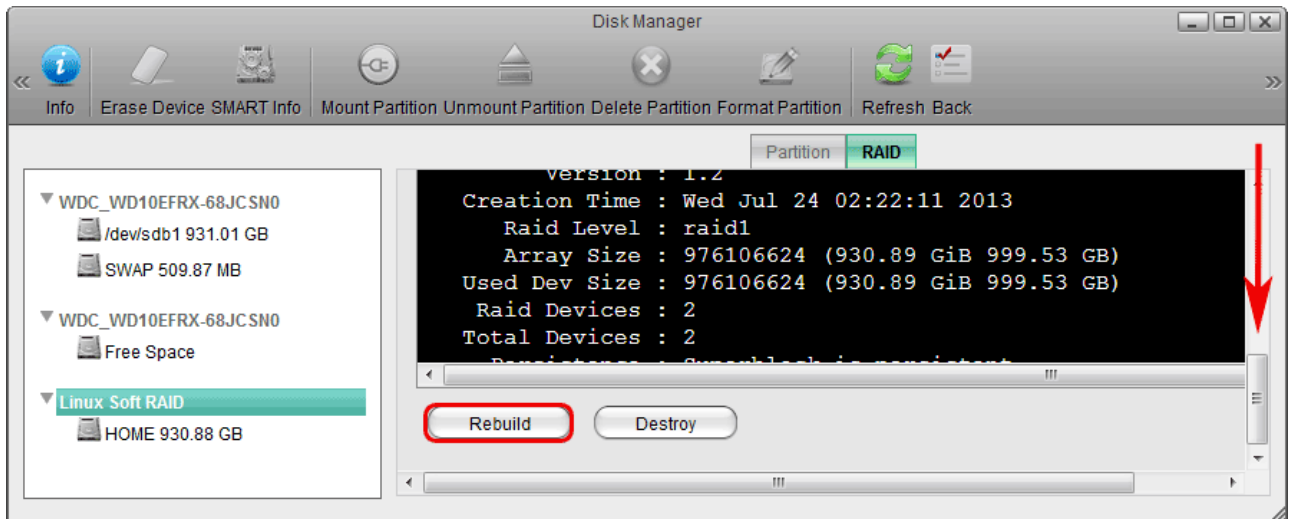 Disk Manager
Info Erase Device SMART Info Mount Partition Unmount Partition Delete Partition Format Partition Refresh Back
Partition RAID
WDC_WD10EFRX-68JCSN0
/dev/sdb1 931.01 GB
SWAP 509.87 MB
WDC_WD10EFRX-68JCSN0
Free Space
Linux Soft RAID
HOME 930.88 GB
Version : 1.2
Creation Time : Wed Jul 24 02:22:11 2013
Raid Level : raid1
Array Size : 976106624 (930.89 GiB 999.53 GB)
Used Dev Size : 976106624 (930.89 GiB 999.53 GB)
Raid Devices : 2
Total Devices : 2
Persistence : Superblock is persistent
Rebuild Destroy